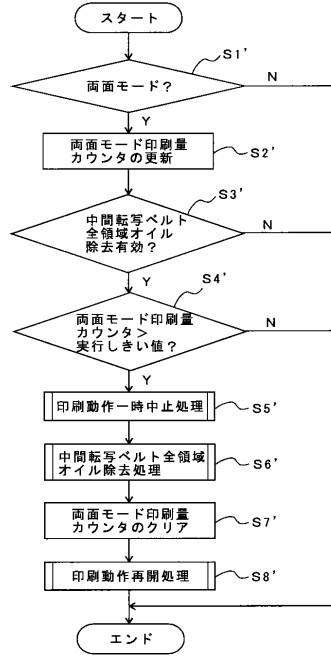 スタート
S1'
両面モード?
N
Y
両面モード印刷量
カウンタの更新
S2'
S3'
中間転写ベルト
全領域オイル
除去有効?
N
Y
S4'
両面モード印刷量
カウンタ>
実行しきい値?
N
Y
印刷動作一時中止処理
S5'
中間転写ベルト全領域
オイル除去処理
S6'
両面モード印刷量
カウンタのクリア
S7'
印刷動作再開処理
S8'
エンド